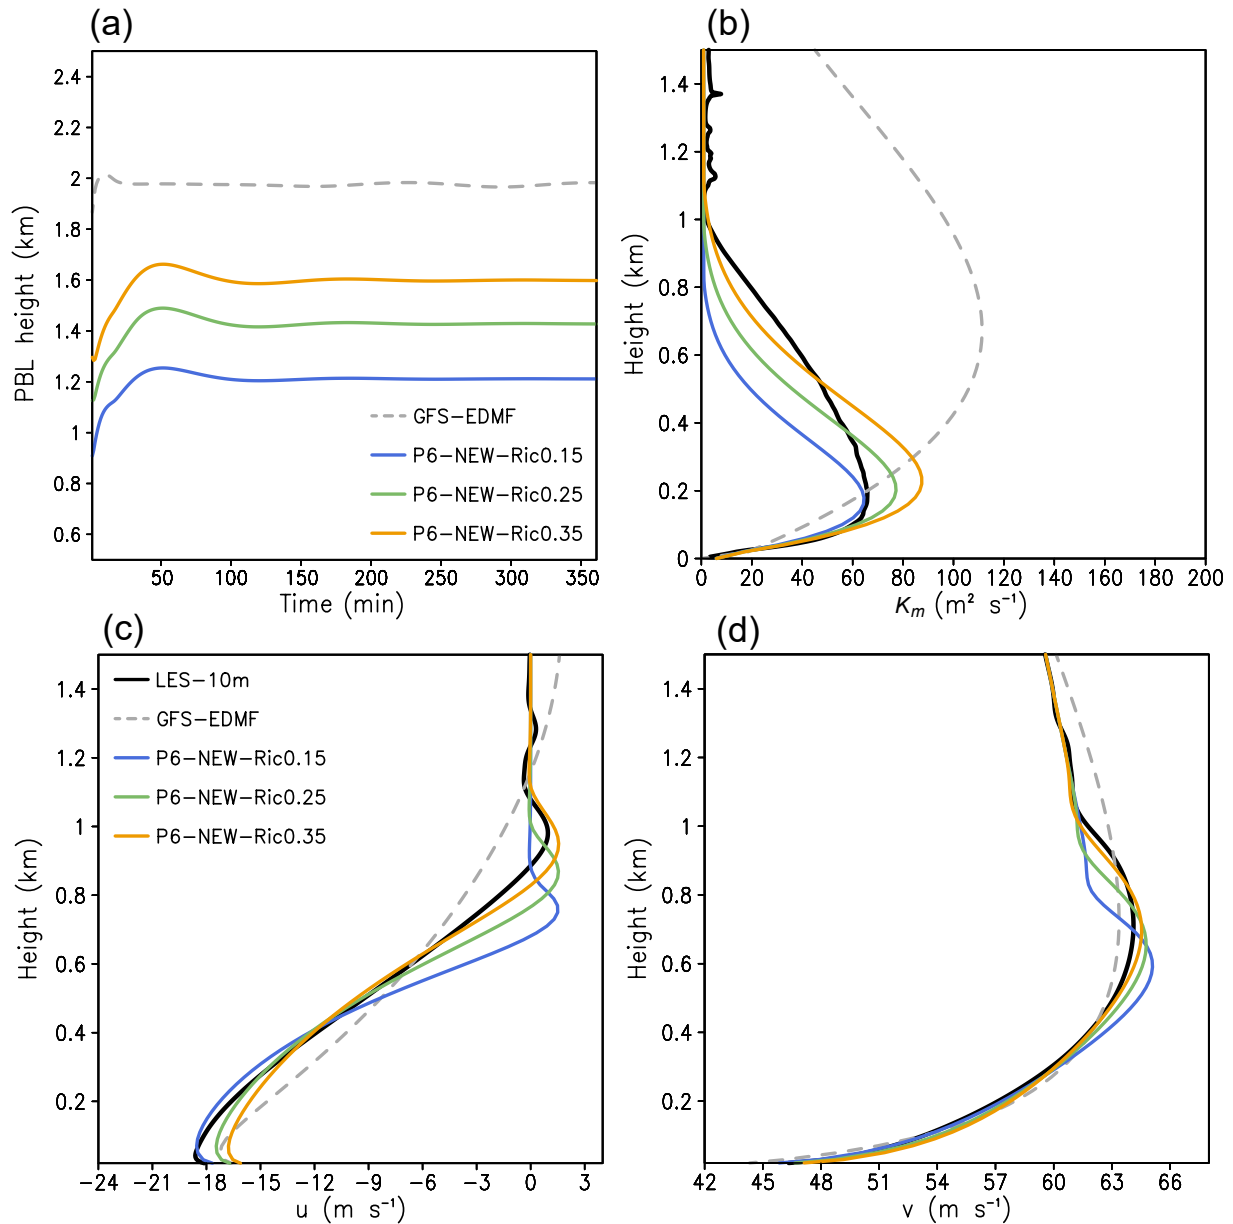 (a)
2.4
2.2
2
1.8
1.6
1.4
1.2
1
0.8
0.6
PBL height (km)
GFS−EDMF
P6−NEW−Ric0.15
P6−NEW−Ric0.25
P6−NEW−Ric0.35
50 100 150 200 250 300 350
Time (min)
(b)
1.4
1.2
1
0.8
0.6
0.4
0.2
0
Height (km)
0 20 40 60 80 100 120 140 160 180 200
Km (m² s⁻¹)
(c)
1.4
1.2
1
0.8
0.6
0.4
0.2
Height (km)
LES−10m
GFS−EDMF
P6−NEW−Ric0.15
P6−NEW−Ric0.25
P6−NEW−Ric0.35
−24 −21 −18 −15 −12 −9 −6 −3 0 3
u (m s⁻¹)
(d)
1.4
1.2
1
0.8
0.6
0.4
0.2
Height (km)
42 45 48 51 54 57 60 63 66
v (m s⁻¹)